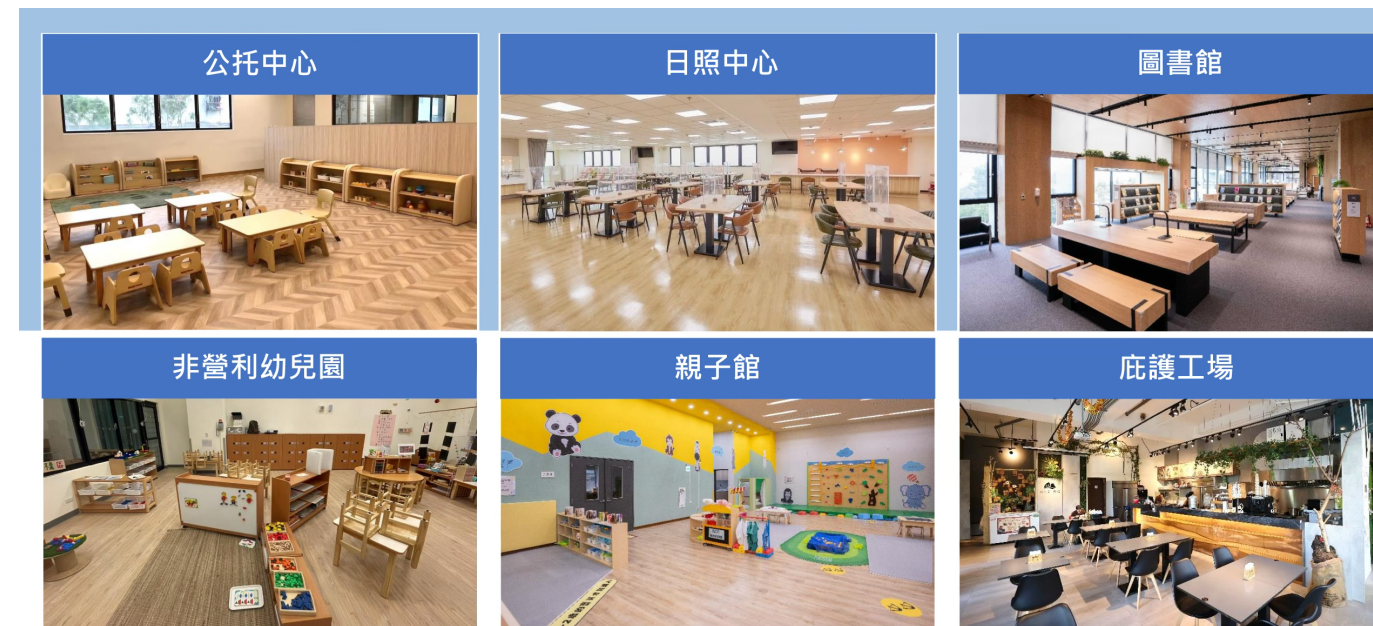 公托中心
日照中心
圖書館
非營利幼兒園
親子館
庇護工場